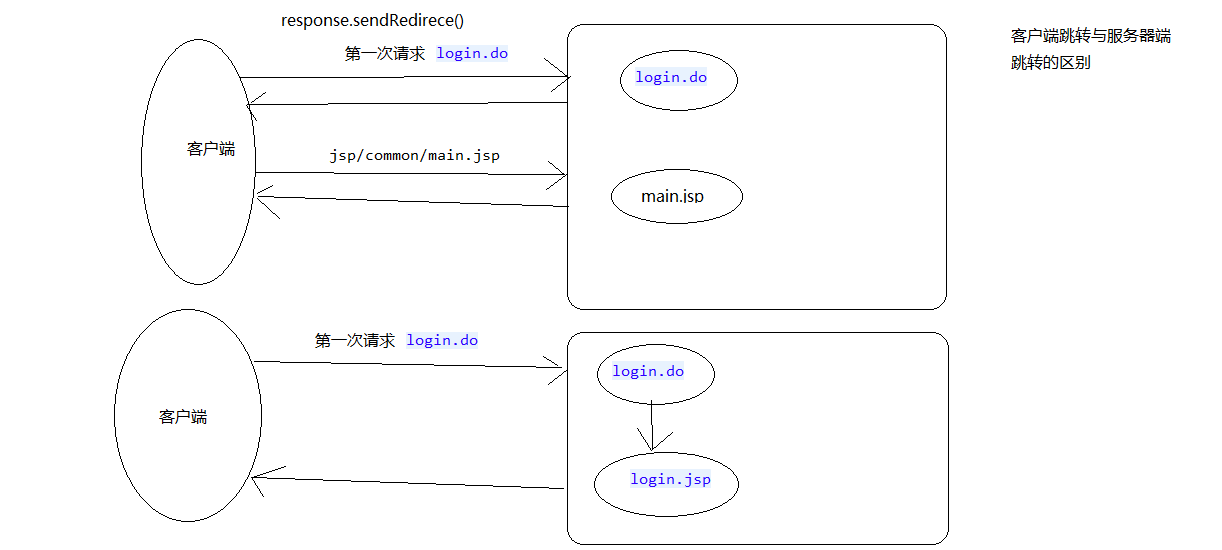 response.sendRedirece()
第一次请求 login.do
客户端跳转与服务器端
跳转的区别
login.do
客户端
jsp/common/main.jsp
main.jsp
第一次请求 login.do
login.do
客户端
login.jsp